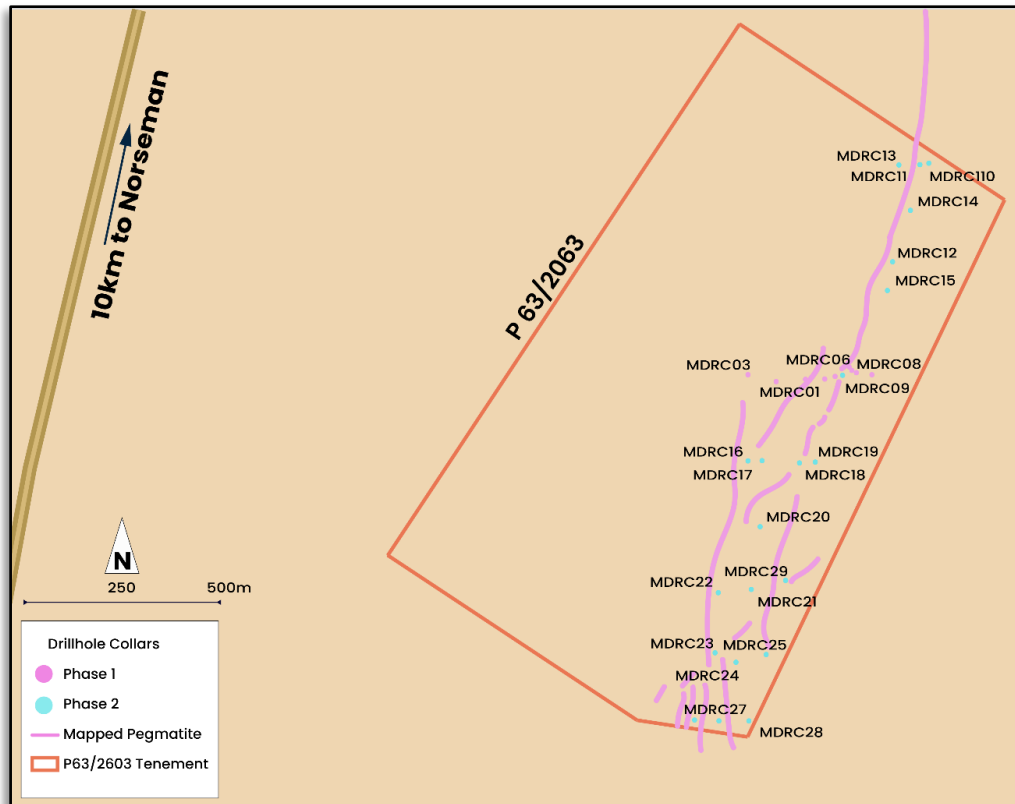 10km to Norseman
P 63/2063
MDRC13
MDRC11
MDRC110
MDRC14
MDRC12
MDRC15
MDRC03
MDRC06
MDRC08
MDRC01
MDRC09
MDRC16
MDRC19
MDRC17
MDRC18
MDRC20
MDRC29
MDRC22
MDRC21
MDRC23
MDRC25
MDRC24
MDRC27
MDRC28
N
250
500m
Drillhole Collars
Phase 1
Phase 2
Mapped Pegmatite
P63/2603 Tenement